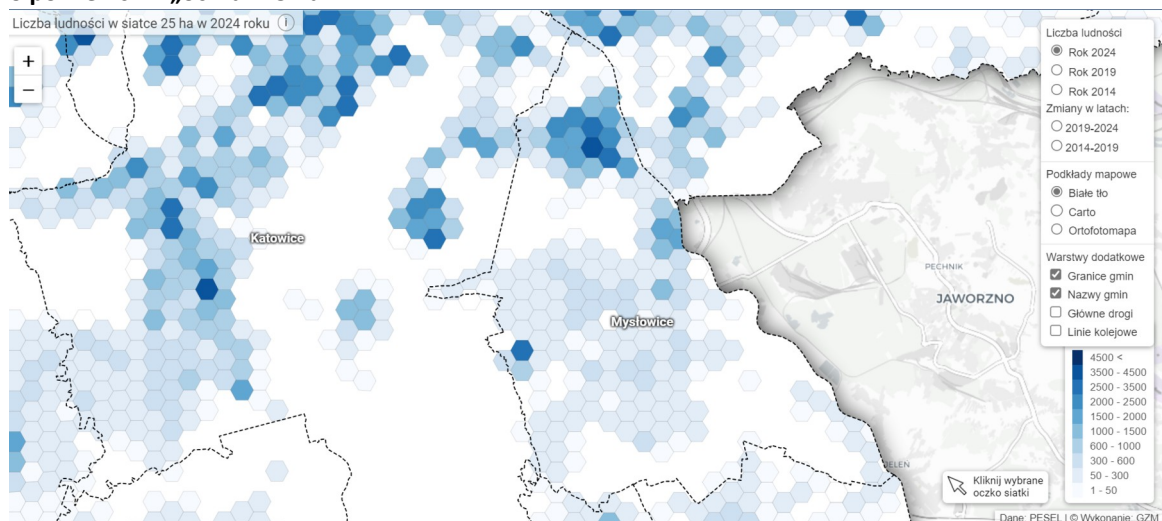 Liczba ludności w siatce 25 ha w 2024 roku i
+
−
Katowice
Mysłowice
PECHNIK
JAWORZNO
Liczba ludności
Rok 2024
Rok 2019
Rok 2014
Zmiany w latach:
2019-2024
2014-2019
Podkłady mapowe
Białe tło
Carto
Ortofotomapa
Warstwy dodatkowe
Granice gmin
Nazwy gmin
Główne drogi
Linie kolejowe
4500 <
3500 - 4500
2500 - 3500
2000 - 2500
1500 - 2000
1000 - 1500
600 - 1000
300 - 600
50 - 300
1 - 50
Kliknij wybrane
oczko siatki
Dane: PESEL | © Wykonanie: GZM